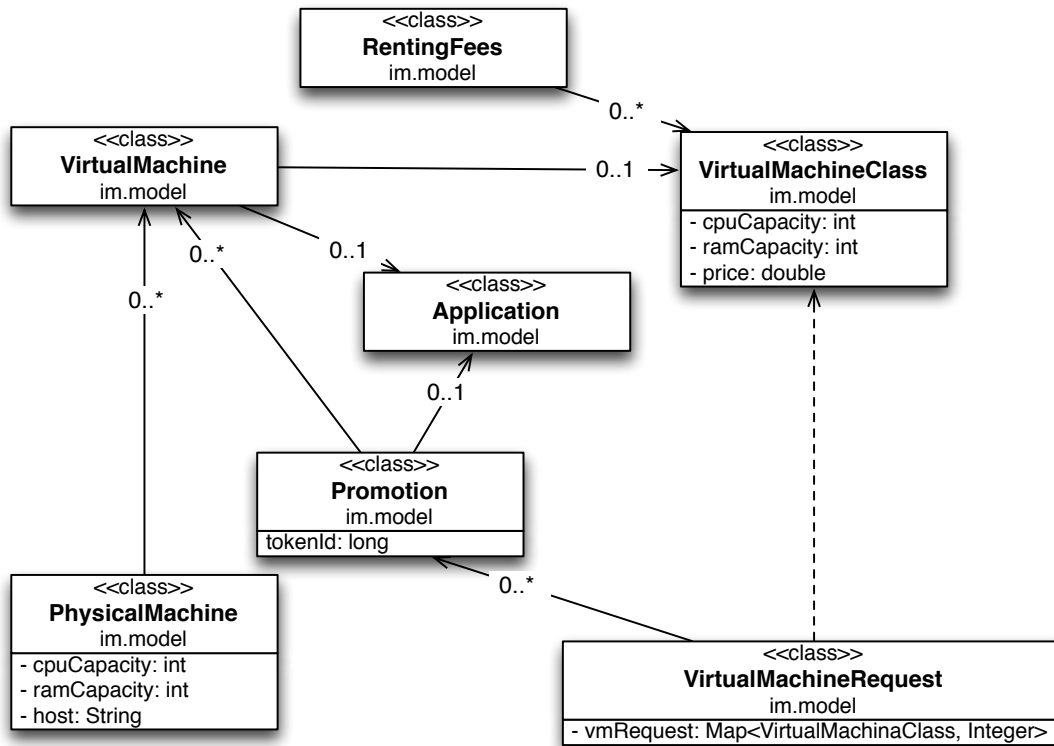 <<class>>
RentingFees
im.model
0..*
<<class>>
VirtualMachine
im.model
0..1
<<class>>
VirtualMachineClass
im.model
- cpuCapacity: int
- ramCapacity: int
- price: double
0..*
0..1
0..*
<<class>>
Application
im.model
0..1
<<class>>
Promotion
im.model
tokenId: long
0..*
<<class>>
PhysicalMachine
im.model
- cpuCapacity: int
- ramCapacity: int
- host: String
<<class>>
VirtualMachineRequest
im.model
- vmRequest: Map<VirtualMachinaClass, Integer>